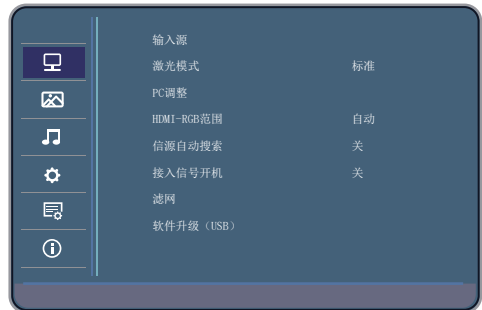 输入源
激光模式 标准
PC调整
HDMI-RGB范围 自动
信源自动搜索 关
接入信号开机 关
滤网
软件升级（USB）